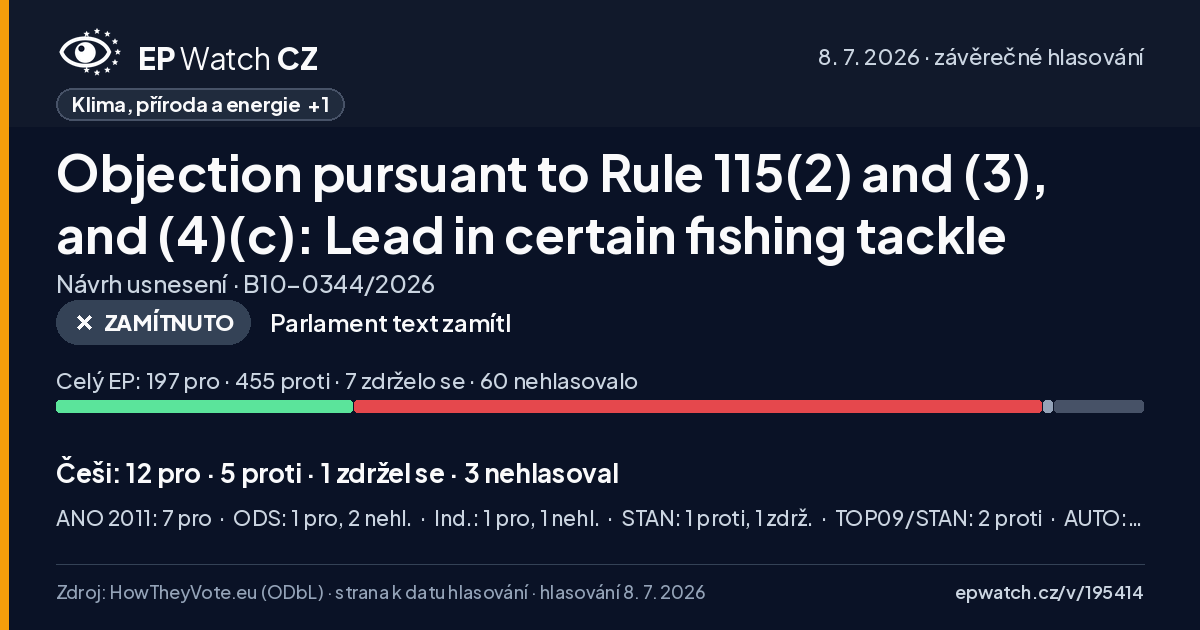 EP Watch CZ
8. 7. 2026 · závěrečné hlasování
Klima, příroda a energie +1
Objection pursuant to Rule 115(2) and (3),
and (4)(c): Lead in certain fishing tackle
Návrh usnesení · B10-0344/2026
✕ ZAMÍTNUTO Parlament text zamítl
Celý EP: 197 pro · 455 proti · 7 zdrželo se · 60 nehlasovalo
Češi: 12 pro · 5 proti · 1 zdržel se · 3 nehlasoval
ANO 2011: 7 pro · ODS: 1 pro, 2 nehl. · Ind.: 1 pro, 1 nehl. · STAN: 1 proti, 1 zdrž. · TOP09/STAN: 2 proti · AUTO:…
Zdroj: HowTheyVote.eu (ODbL) · strana k datu hlasování · hlasování 8. 7. 2026
epwatch.cz/v/195414